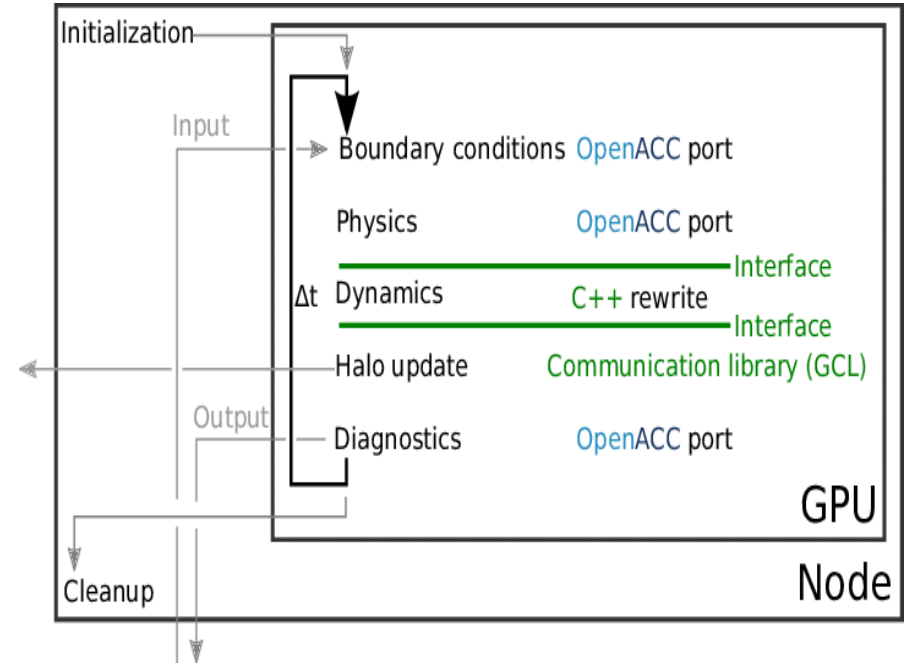 Initialization
Input
Boundary conditions OpenACC port
Physics OpenACC port
Interface
Δt Dynamics C++ rewrite
Interface
Halo update Communication library (GCL)
Output
Diagnostics OpenACC port
GPU
Node
Cleanup